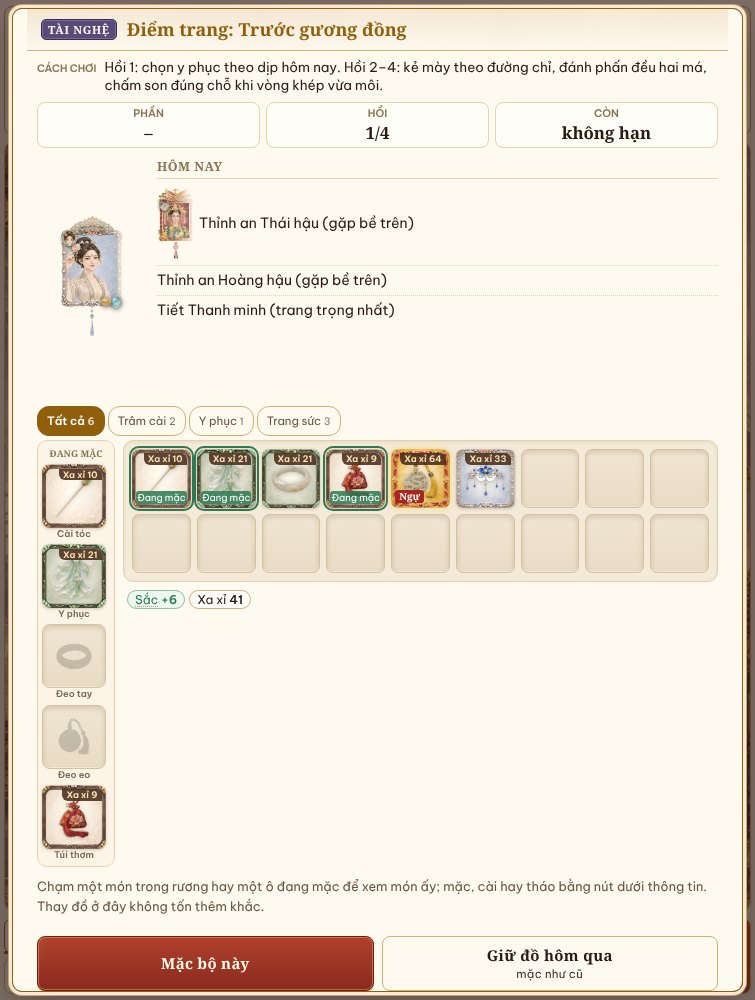 TÀI NGHỆ Điểm trang: Trước gương đồng
CÁCH CHƠI Hồi 1: chọn y phục theo dịp hôm nay. Hồi 2–4: kẻ mày theo đường chỉ, đánh phấn đều hai má,
chấm son đúng chỗ khi vòng khép vừa môi.
PHẤN HỒI CÒN
– 1/4 không hạn
HÔM NAY
Thỉnh an Thái hậu (gặp bề trên)
Thỉnh an Hoàng hậu (gặp bề trên)
Tiết Thanh minh (trang trọng nhất)
Tất cả 6 Trâm cài 2 Y phục 1 Trang sức 3
ĐANG MẶC
Xa xỉ 10
Cài tóc
Xa xỉ 21
Y phục
Đeo tay
Đeo eo
Xa xỉ 9
Túi thơm
Xa xỉ 10 Xa xỉ 21 Xa xỉ 21 Xa xỉ 9 Xa xỉ 64 Xa xỉ 33
Đang mặc Đang mặc Đang mặc Ngự
Sắc +6 Xa xỉ 41
Chạm một món trong rương hay một ô đang mặc để xem món ấy; mặc, cài hay tháo bằng nút dưới thông tin.
Thay đồ ở đây không tốn thêm khắc.
Mặc bộ này
Giữ đồ hôm qua
mặc như cũ